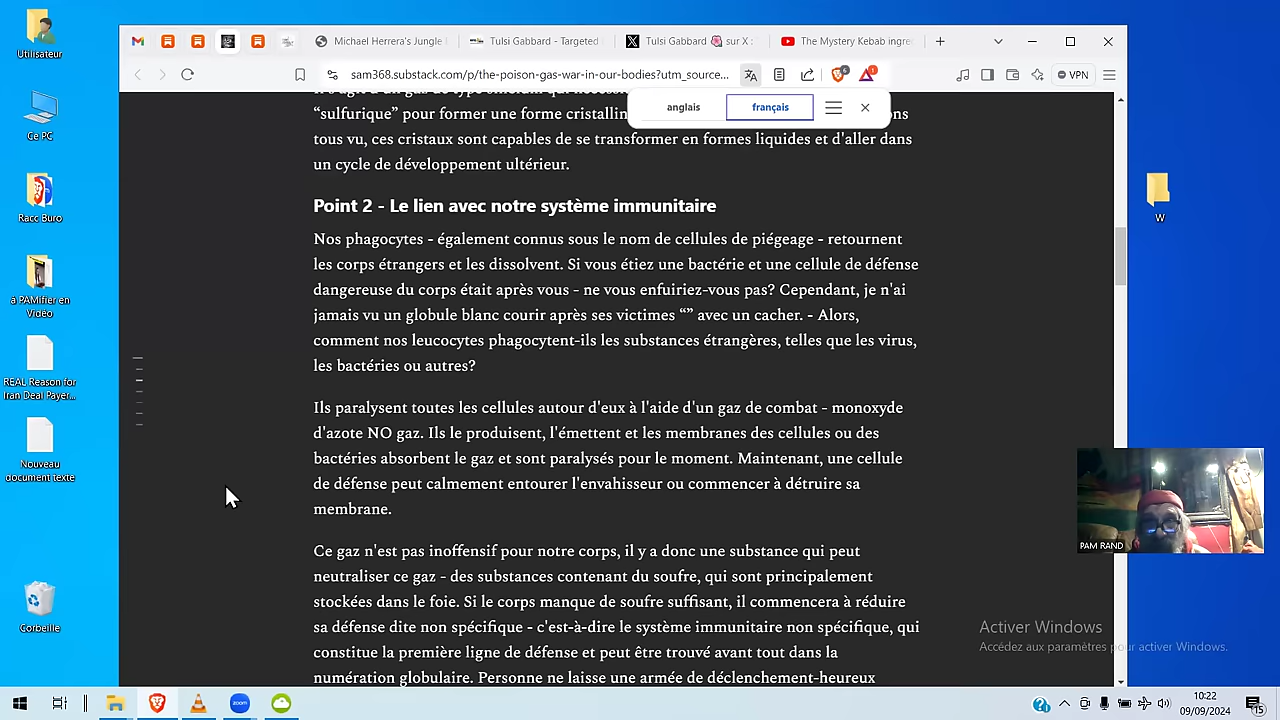 Utilisateur
Ce PC
Racc Buro
à PAMifier en
Vidéo
REAL Reason for
Iran Deal Payer...
Nouveau
document texte
Corbeille
W
Michael Herrera's Jungle
Tulsi Gabbard - Targeted
Tulsi Gabbard 🌺 sur X :
The Mystery Kebab ingre
sam368.substack.com/p/the-poison-gas-war-in-our-bodies?utm_source...
VPN
anglais
français
“sulfurique” pour former une forme cristallin
ons
tous vu, ces cristaux sont capables de se transformer en formes liquides et d'aller dans
un cycle de développement ultérieur.
Point 2 - Le lien avec notre système immunitaire
Nos phagocytes - également connus sous le nom de cellules de piégeage - retournent
les corps étrangers et les dissolvent. Si vous étiez une bactérie et une cellule de défense
dangereuse du corps était après vous - ne vous enfuiriez-vous pas? Cependant, je n'ai
jamais vu un globule blanc courir après ses victimes “” avec un cacher. - Alors,
comment nos leucocytes phagocytent-ils les substances étrangères, telles que les virus,
les bactéries ou autres?
Ils paralysent toutes les cellules autour d'eux à l'aide d'un gaz de combat - monoxyde
d'azote NO gaz. Ils le produisent, l'émettent et les membranes des cellules ou des
bactéries absorbent le gaz et sont paralysés pour le moment. Maintenant, une cellule
de défense peut calmement entourer l'envahisseur ou commencer à détruire sa
membrane.
Ce gaz n'est pas inoffensif pour notre corps, il y a donc une substance qui peut
neutraliser ce gaz - des substances contenant du soufre, qui sont principalement
stockées dans le foie. Si le corps manque de soufre suffisant, il commencera à réduire
sa défense dite non spécifique - c'est-à-dire le système immunitaire non spécifique, qui
constitue la première ligne de défense et peut être trouvé avant tout dans la
numération globulaire. Personne ne laisse une armée de déclenchement-heureux
PAM RAND
Activer Windows
Accédez aux paramètres pour activer Windows.
zoom
10:22
09/09/2024
15